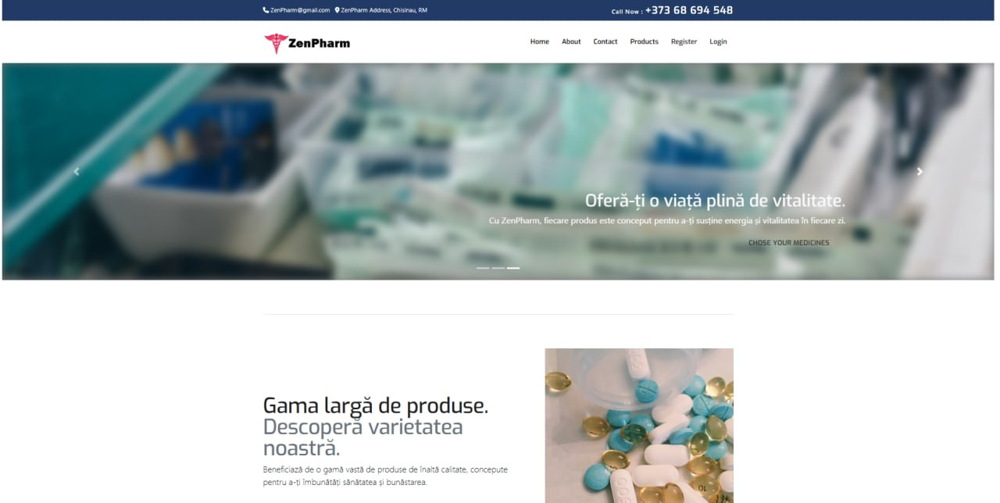 ZenPharm@gmail.com ZenPharm Address, Chisinau, RM
Call Now : +373 68 694 548
ZenPharm
Home About Contact Products Register Login
Oferă-ți o viață plină de vitalitate.
Cu ZenPharm, fiecare produs este conceput pentru a-ți susține energia și vitalitatea în fiecare zi.
CHOSE YOUR MEDICINES
Gama largă de produse.
Descoperă varietatea
noastră.
Beneficiază de o gamă vastă de produse de înaltă calitate, concepute
pentru a-ți îmbunătăți sănătatea și bunăstarea.